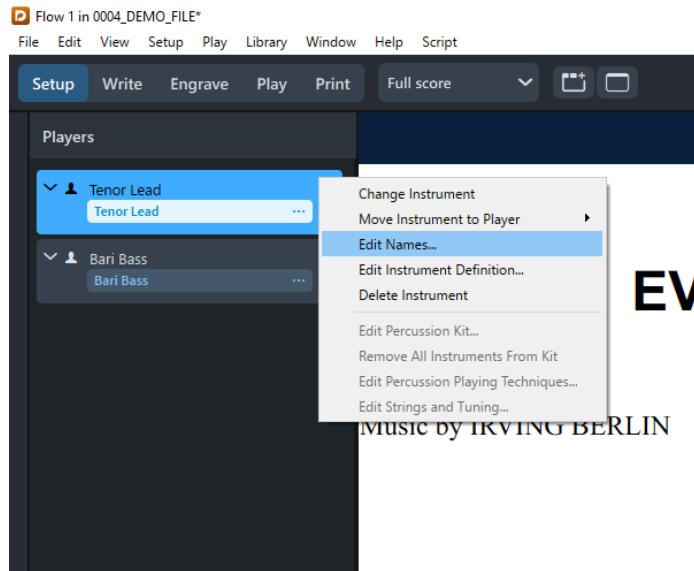 Flow 1 in 0004_DEMO_FILE*
File Edit View Setup Play Library Window Help Script
Setup Write Engrave Play Print Full score
Players
Tenor Lead
Tenor Lead ...
Bari Bass
Bari Bass ...
Change Instrument
Move Instrument to Player
Edit Names...
Edit Instrument Definition...
Delete Instrument
Edit Percussion Kit...
Remove All Instruments From Kit
Edit Percussion Playing Techniques...
Edit Strings and Tuning...
EV
Music by IRVING BERLIN